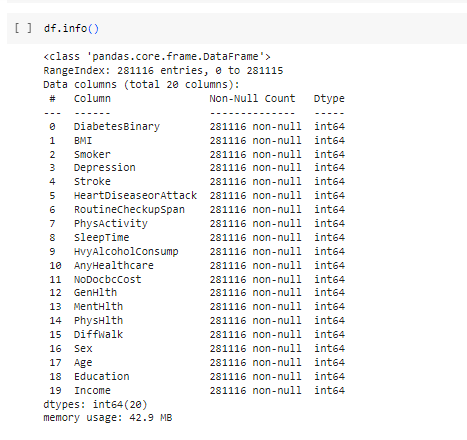 [ ] df.info()
<class 'pandas.core.frame.DataFrame'>
RangeIndex: 281116 entries, 0 to 281115
Data columns (total 20 columns):
 #   Column               Non-Null Count   Dtype
---  ------               --------------   -----
 0   DiabetesBinary       281116 non-null  int64
 1   BMI                  281116 non-null  int64
 2   Smoker               281116 non-null  int64
 3   Depression           281116 non-null  int64
 4   Stroke               281116 non-null  int64
 5   HeartDiseaseorAttack 281116 non-null  int64
 6   RoutineCheckupSpan   281116 non-null  int64
 7   PhysActivity         281116 non-null  int64
 8   SleepTime            281116 non-null  int64
 9   HvyAlcoholConsump    281116 non-null  int64
 10  AnyHealthcare        281116 non-null  int64
 11  NoDocbcCost          281116 non-null  int64
 12  GenHlth              281116 non-null  int64
 13  MentHlth             281116 non-null  int64
 14  PhysHlth             281116 non-null  int64
 15  DiffWalk             281116 non-null  int64
 16  Sex                  281116 non-null  int64
 17  Age                  281116 non-null  int64
 18  Education            281116 non-null  int64
 19  Income               281116 non-null  int64
dtypes: int64(20)
memory usage: 42.9 MB